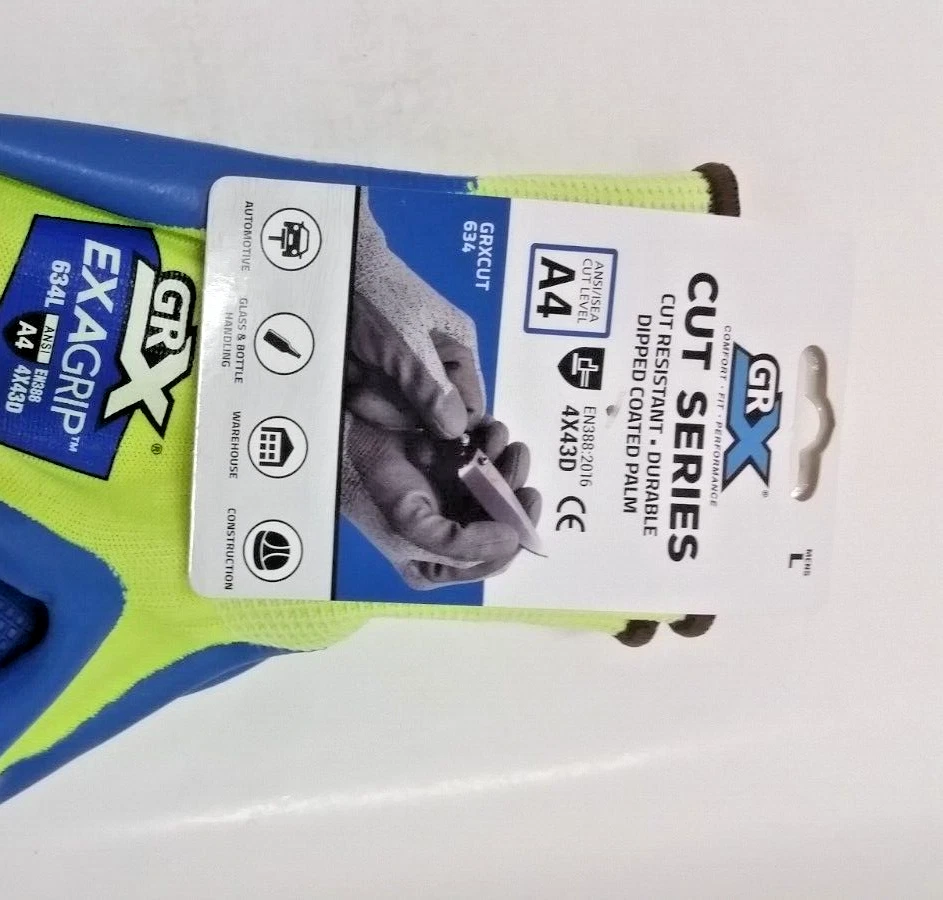 MENS
L
GRX®
COMFORT • FIT • PERFORMANCE
CUT SERIES
CUT RESISTANT • DURABLE
DIPPED COATED PALM
ANSI/ISEA
CUT LEVEL
A4
EN388:2016
4X43D
CE
GRXCUT
634
AUTOMOTIVE
GLASS & BOTTLE
HANDLING
WAREHOUSE
CONSTRUCTION
GRX®
EXAGRIP™
634L ANSI EN388
A4 4X43D